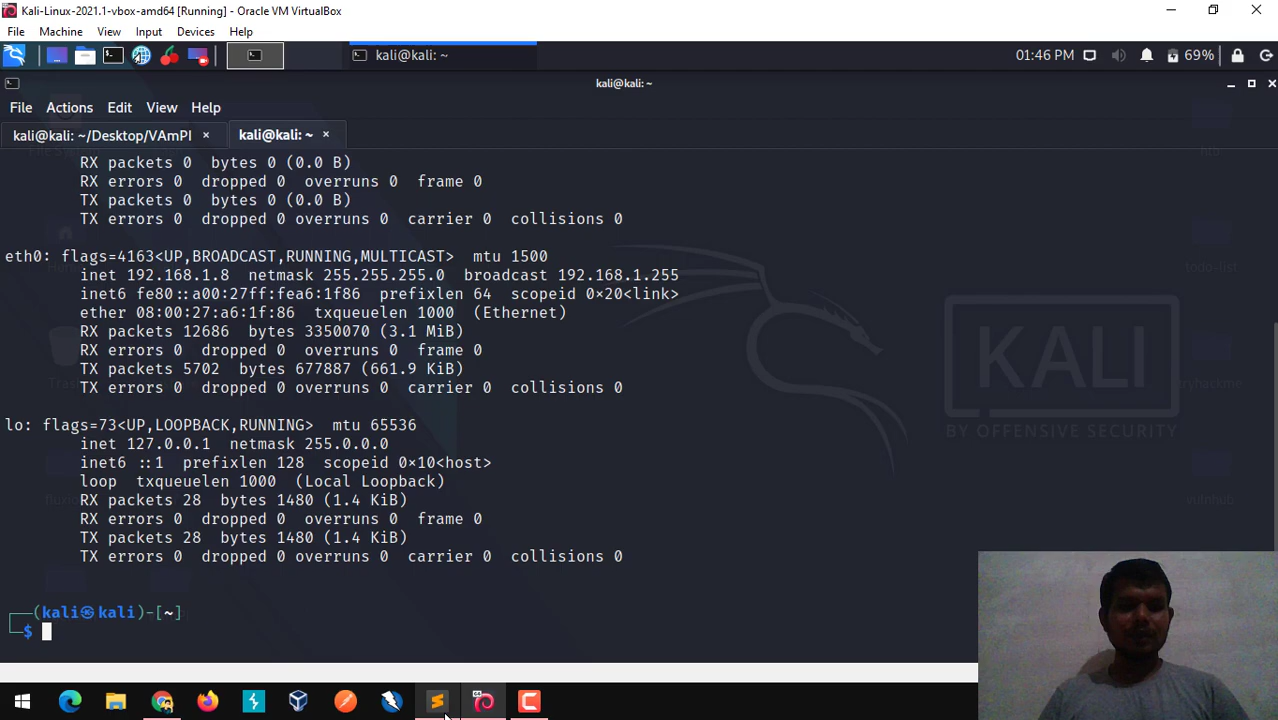 Kali-Linux-2021.1-vbox-amd64 [Running] - Oracle VM VirtualBox
File Machine View Input Devices Help
kali@kali: ~
01:46 PM
69%
kali@kali: ~
File Actions Edit View Help
kali@kali: ~/Desktop/VAmPI × kali@kali: ~ ×
RX packets 0 bytes 0 (0.0 B)
RX errors 0 dropped 0 overruns 0 frame 0
TX packets 0 bytes 0 (0.0 B)
TX errors 0 dropped 0 overruns 0 carrier 0 collisions 0
eth0: flags=4163<UP,BROADCAST,RUNNING,MULTICAST> mtu 1500
inet 192.168.1.8 netmask 255.255.255.0 broadcast 192.168.1.255
inet6 fe80::a00:27ff:fea6:1f86 prefixlen 64 scopeid 0×20<link>
ether 08:00:27:a6:1f:86 txqueuelen 1000 (Ethernet)
RX packets 12686 bytes 3350070 (3.1 MiB)
RX errors 0 dropped 0 overruns 0 frame 0
TX packets 5702 bytes 677887 (661.9 KiB)
TX errors 0 dropped 0 overruns 0 carrier 0 collisions 0
lo: flags=73<UP,LOOPBACK,RUNNING> mtu 65536
inet 127.0.0.1 netmask 255.0.0.0
inet6 ::1 prefixlen 128 scopeid 0×10<host>
loop txqueuelen 1000 (Local Loopback)
RX packets 28 bytes 1480 (1.4 KiB)
RX errors 0 dropped 0 overruns 0 frame 0
TX packets 28 bytes 1480 (1.4 KiB)
TX errors 0 dropped 0 overruns 0 carrier 0 collisions 0
(kali㉿kali)-[~]
$
KALI
BY OFFENSIVE SECURITY
htb
todo-list
vulnhub